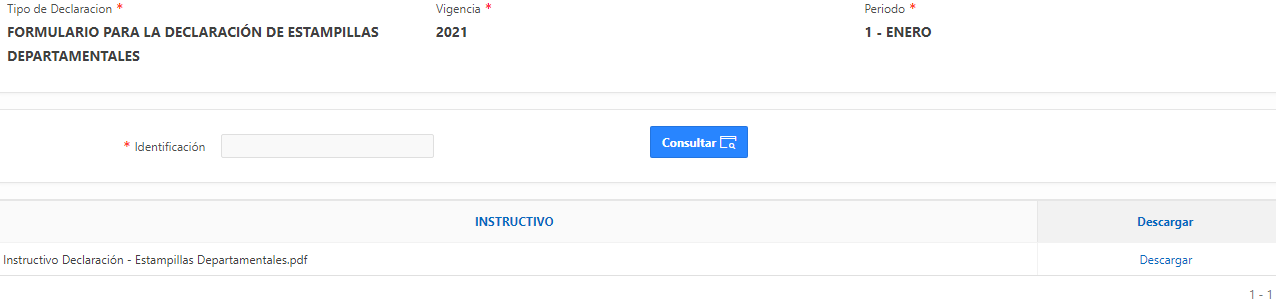 Tipo de Declaracion * Vigencia * Periodo *
FORMULARIO PARA LA DECLARACIÓN DE ESTAMPILLAS 2021 1 - ENERO
DEPARTAMENTALES
* Identificación Consultar
INSTRUCTIVO Descargar
Instructivo Declaración - Estampillas Departamentales.pdf Descargar
1 - 1